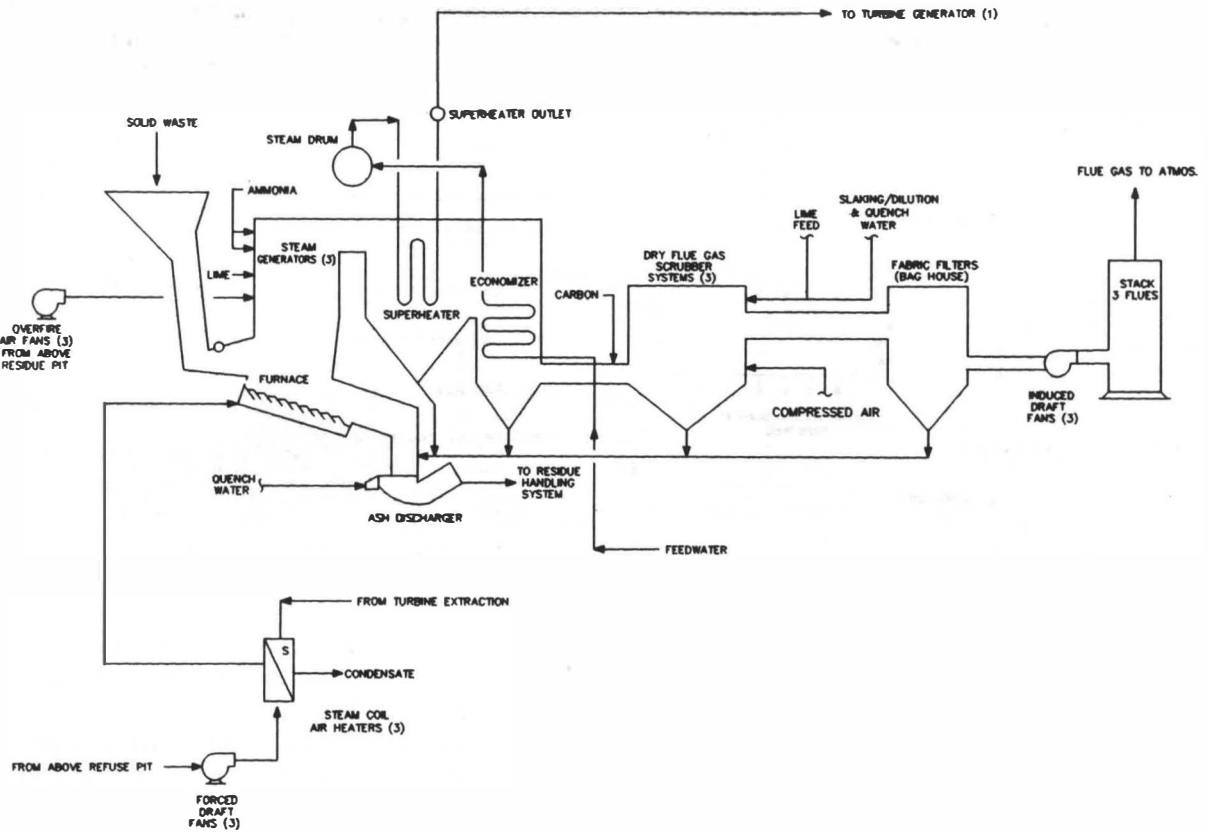 TO TURBINE GENERATOR (1)
SUPERHEATER OUTLET
SOLID WASTE
STEAM DRUM
FLUE GAS TO ATMOS.
AMMONIA
SLAKING/DILUTION
& QUENCH
WATER
LIME
FEED
STEAM
GENERATORS (3)
LIME
DRY FLUE GAS
SCRUBBER
SYSTEMS (3)
FABRIC FILTERS
(BAG HOUSE)
ECONOMIZER
CARBON
STACK
3 FLUES
SUPERHEATER
OVERFIRE
AIR FANS (3)
FROM ABOVE
RESIDUE PIT
FURNACE
COMPRESSED AIR
INDUCED
DRAFT
FANS (3)
QUENCH
WATER
TO RESIDUE
HANDLING
SYSTEM
ASH DISCHARGER
FEEDWATER
FROM TURBINE EXTRACTION
S
CONDENSATE
STEAM COIL
AIR HEATERS (3)
FROM ABOVE REFUSE PIT
FORCED
DRAFT
FANS (3)